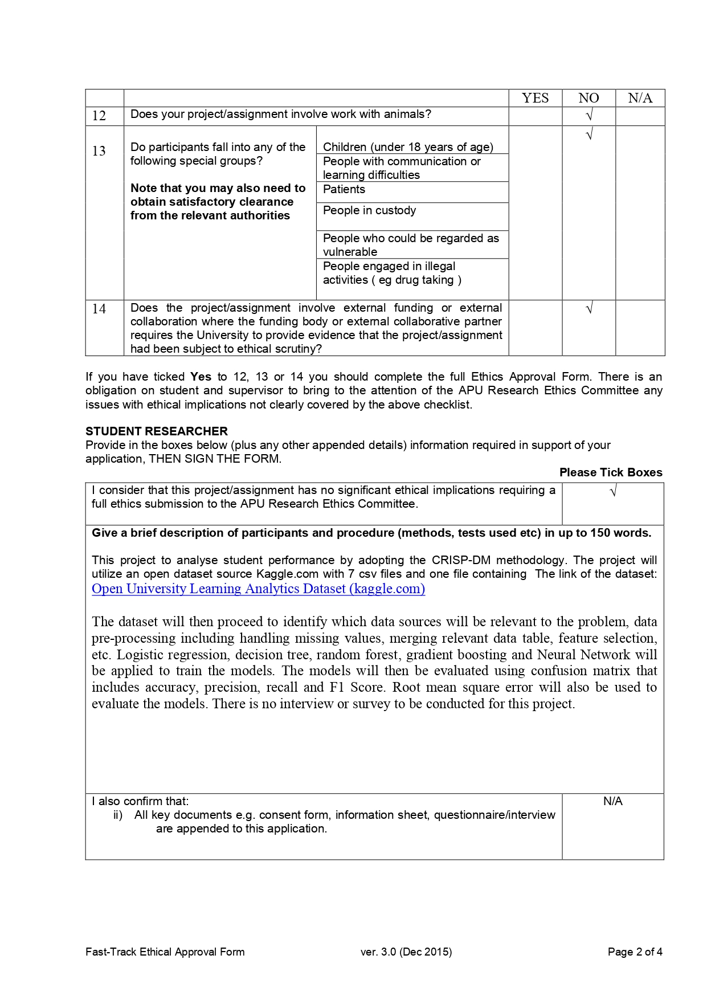 YES NO N/A
12 Does your project/assignment involve work with animals? √
√
13 Do participants fall into any of the Children (under 18 years of age)
following special groups? People with communication or
learning difficulties
Note that you may also need to Patients
obtain satisfactory clearance
from the relevant authorities People in custody
People who could be regarded as
vulnerable
People engaged in illegal
activities ( eg drug taking )
14 Does the project/assignment involve external funding or external √
collaboration where the funding body or external collaborative partner
requires the University to provide evidence that the project/assignment
had been subject to ethical scrutiny?
If you have ticked Yes to 12, 13 or 14 you should complete the full Ethics Approval Form. There is an
obligation on student and supervisor to bring to the attention of the APU Research Ethics Committee any
issues with ethical implications not clearly covered by the above checklist.
STUDENT RESEARCHER
Provide in the boxes below (plus any other appended details) information required in support of your
application, THEN SIGN THE FORM.
Please Tick Boxes
I consider that this project/assignment has no significant ethical implications requiring a √
full ethics submission to the APU Research Ethics Committee.
Give a brief description of participants and procedure (methods, tests used etc) in up to 150 words.
This project to analyse student performance by adopting the CRISP-DM methodology. The project will
utilize an open dataset source Kaggle.com with 7 csv files and one file containing The link of the dataset:
Open University Learning Analytics Dataset (kaggle.com)
The dataset will then proceed to identify which data sources will be relevant to the problem, data
pre-processing including handling missing values, merging relevant data table, feature selection,
etc. Logistic regression, decision tree, random forest, gradient boosting and Neural Network will
be applied to train the models. The models will then be evaluated using confusion matrix that
includes accuracy, precision, recall and F1 Score. Root mean square error will also be used to
evaluate the models. There is no interview or survey to be conducted for this project.
I also confirm that: N/A
ii) All key documents e.g. consent form, information sheet, questionnaire/interview
are appended to this application.
Fast-Track Ethical Approval Form ver. 3.0 (Dec 2015) Page 2 of 4